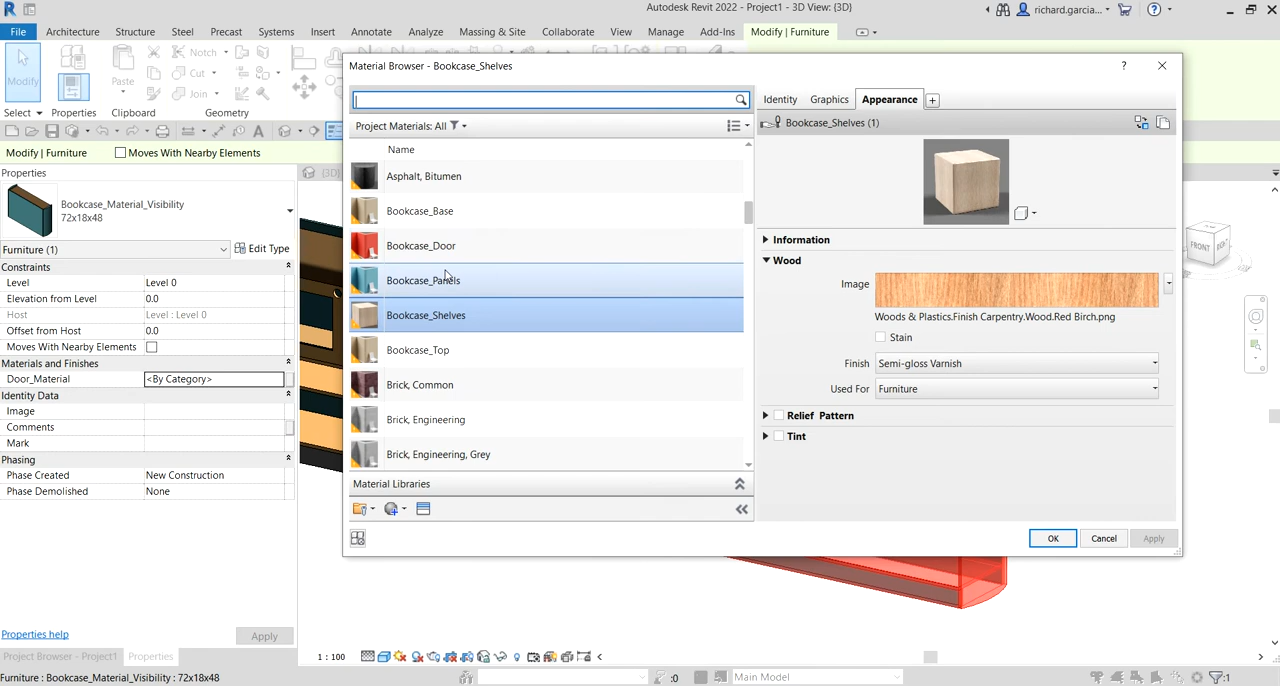 Autodesk Revit 2022 - Project1 - 3D View: {3D}
richard.garcia...
File Architecture Structure Steel Precast Systems Insert Annotate Analyze Massing & Site Collaborate View Manage Add-Ins Modify | Furniture
Modify
Paste
Notch
Cut
Join
Select Properties Clipboard Geometry
Modify | Furniture Moves With Nearby Elements
Properties
Bookcase_Material_Visibility
72x18x48
Furniture (1) Edit Type
Constraints
Level Level 0
Elevation from Level 0.0
Host Level : Level 0
Offset from Host 0.0
Moves With Nearby Elements
Materials and Finishes
Door_Material <By Category>
Identity Data
Image
Comments
Mark
Phasing
Phase Created New Construction
Phase Demolished None
Properties help Apply
Project Browser - Project1 Properties
Furniture : Bookcase_Material_Visibility : 72x18x48
Material Browser - Bookcase_Shelves
?
Project Materials: All
Name
Asphalt, Bitumen
Bookcase_Base
Bookcase_Door
Bookcase_Panels
Bookcase_Shelves
Bookcase_Top
Brick, Common
Brick, Engineering
Brick, Engineering, Grey
Material Libraries
Identity Graphics Appearance +
Bookcase_Shelves (1)
Information
Wood
Image
Woods & Plastics.Finish Carpentry.Wood.Red Birch.png
Stain
Finish Semi-gloss Varnish
Used For Furniture
Relief Pattern
Tint
OK Cancel Apply
FRONT
1 : 100
:0 Main Model :1